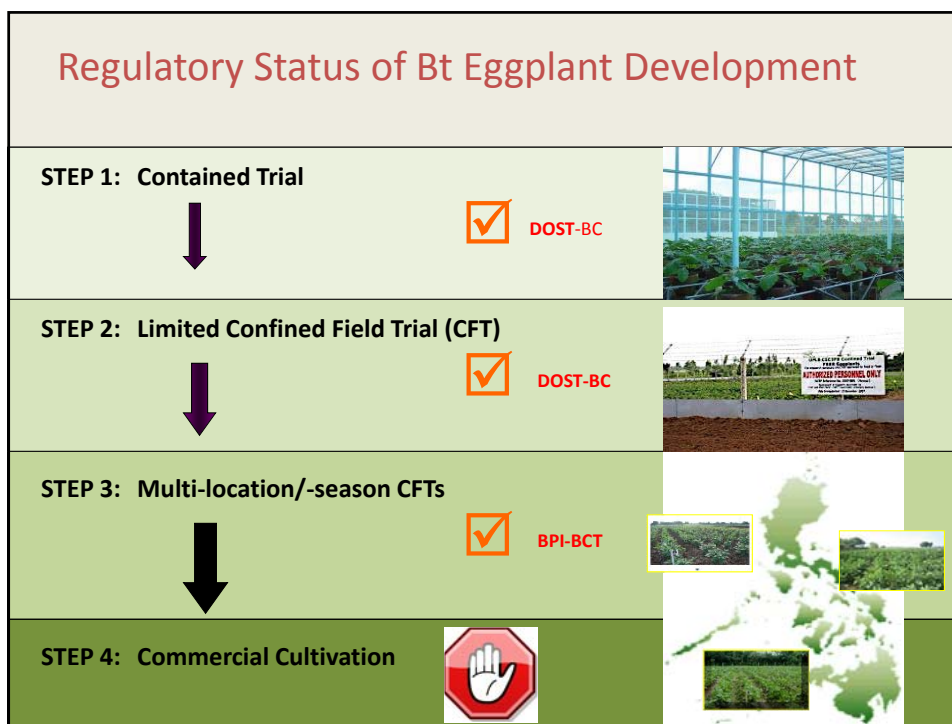 Regulatory Status of Bt Eggplant Development
STEP 1: Contained Trial
DOST-BC
STEP 2: Limited Confined Field Trial (CFT)
DOST-BC
AUTHORIZED PERSONNEL ONLY
STEP 3: Multi-location/-season CFTs
BPI-BCT
STEP 4: Commercial Cultivation